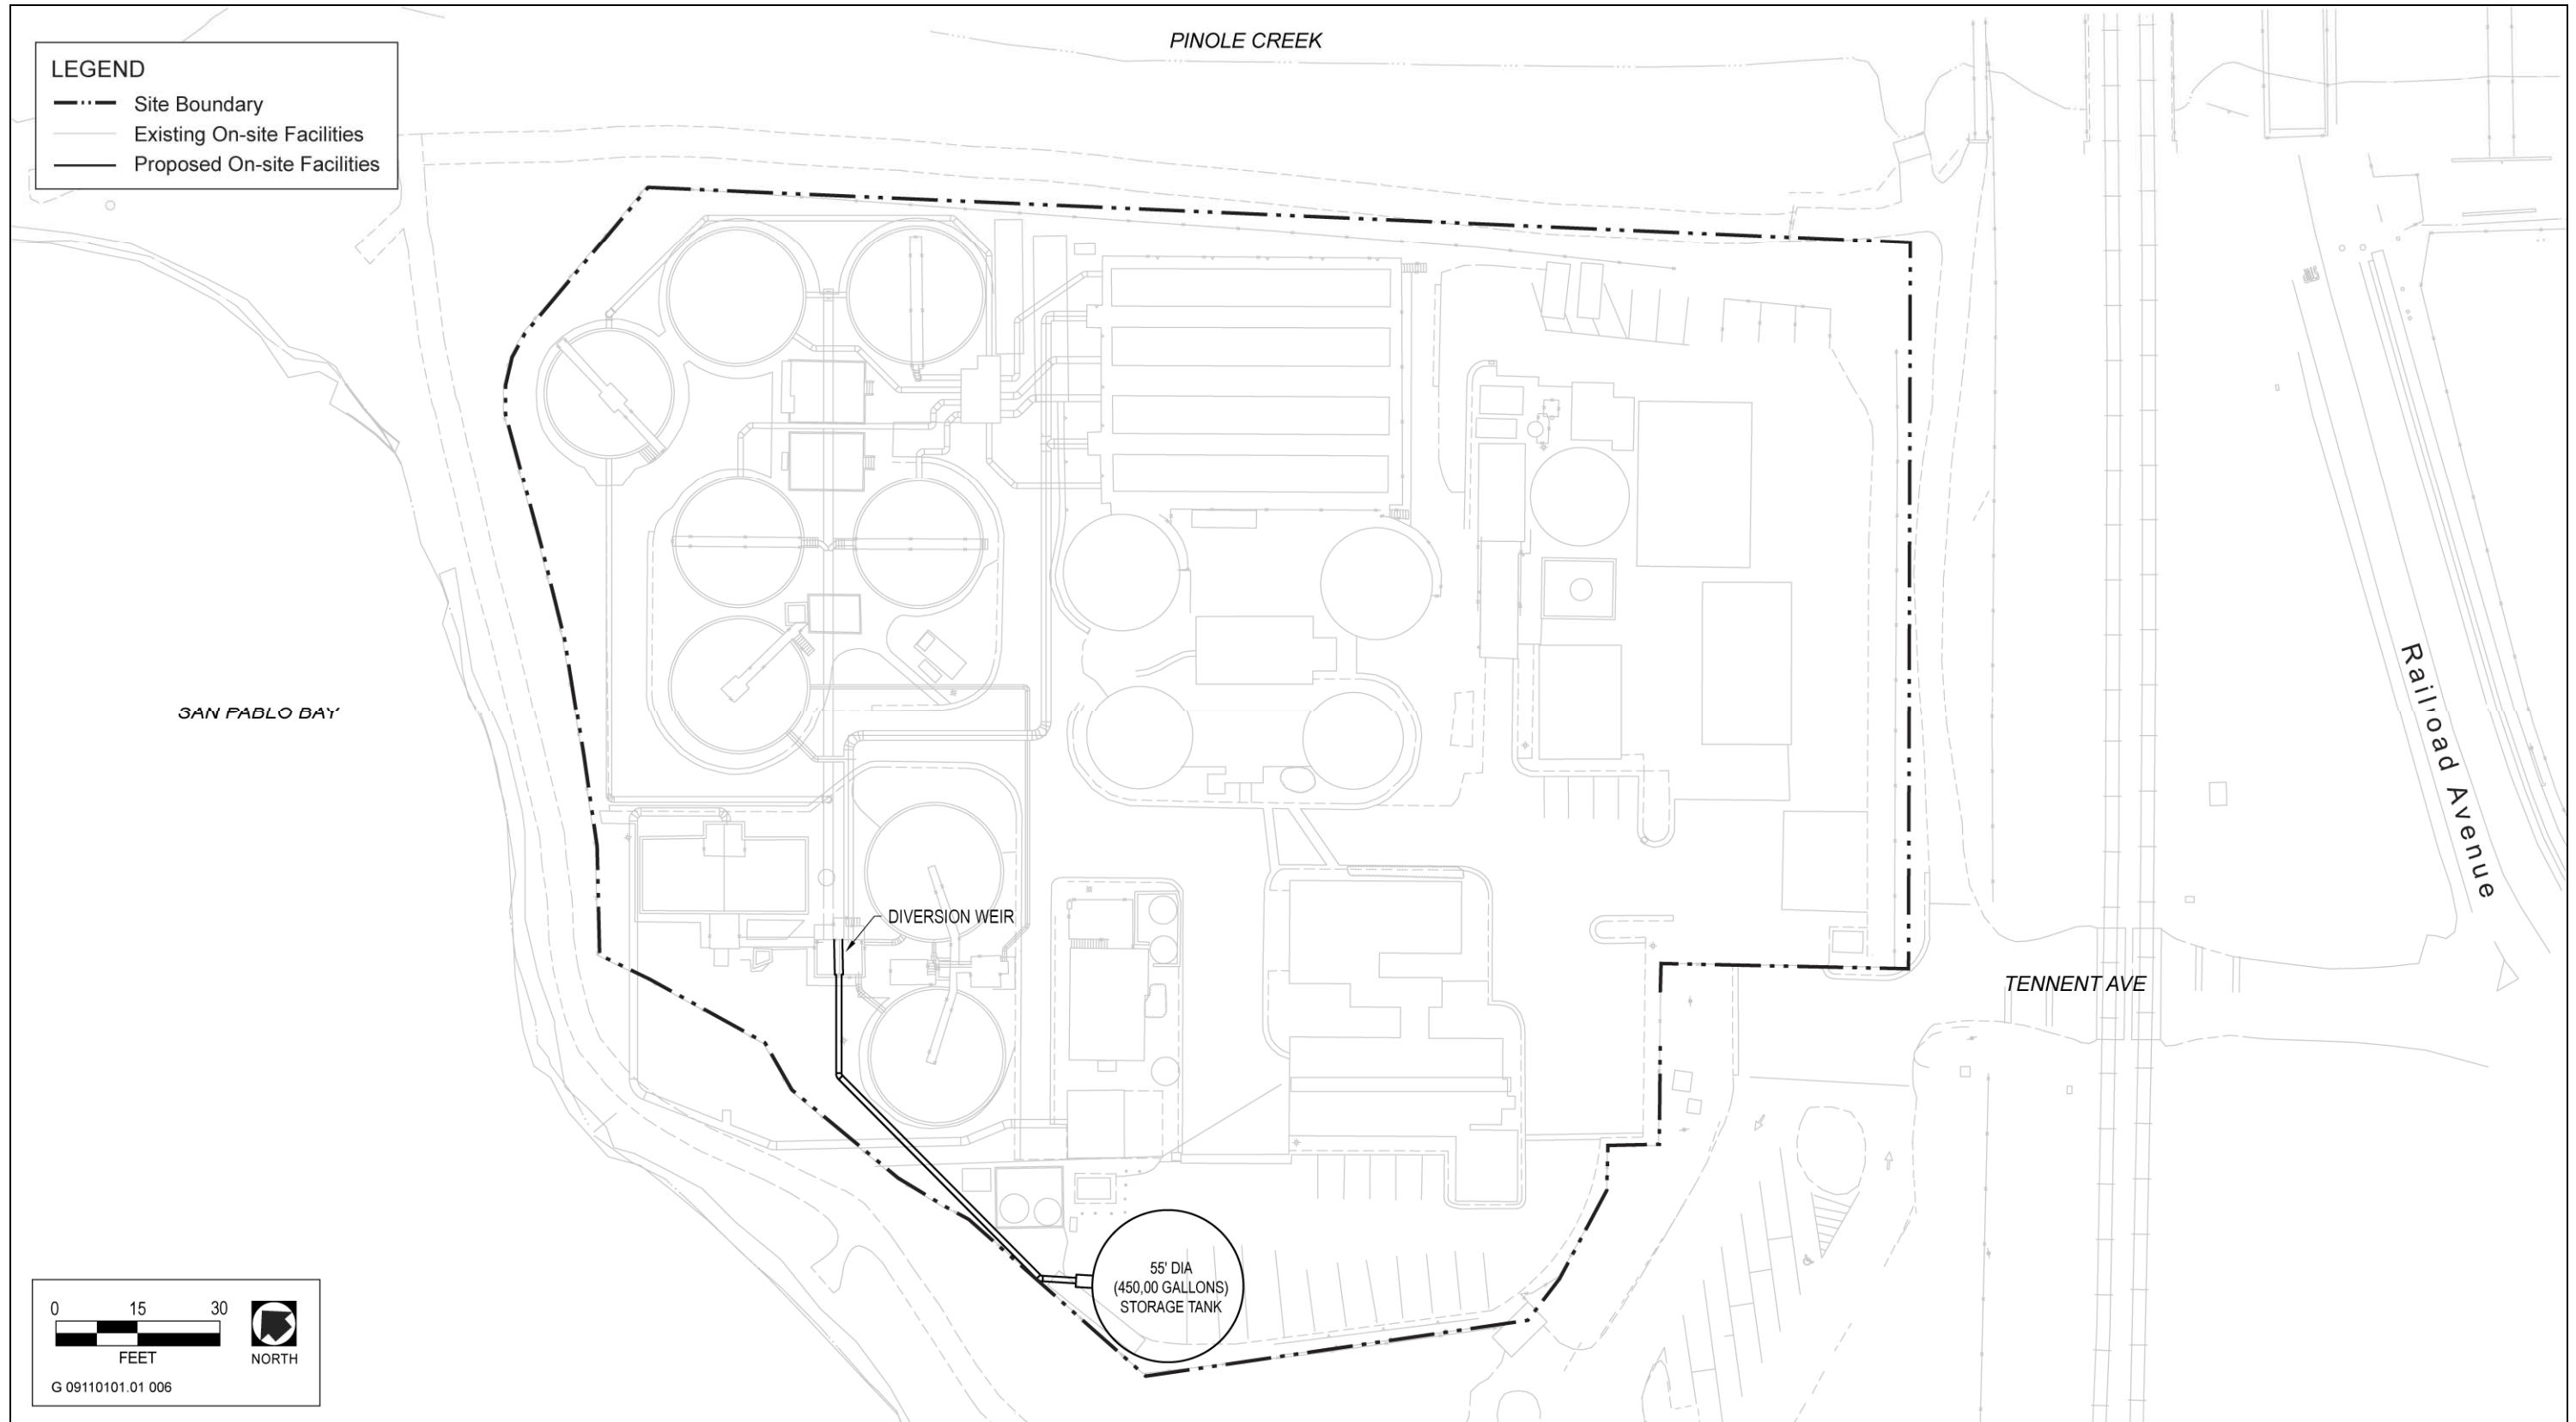 PINOLE CREEK
LEGEND
Site Boundary
Existing On-site Facilities
Proposed On-site Facilities
SAN PABLO BAY
Railroad Avenue
DIVERSION WEIR
TENNENT AVE
55' DIA
(450,00 GALLONS)
STORAGE TANK
0 15 30
FEET
NORTH
G 09110101.01 006